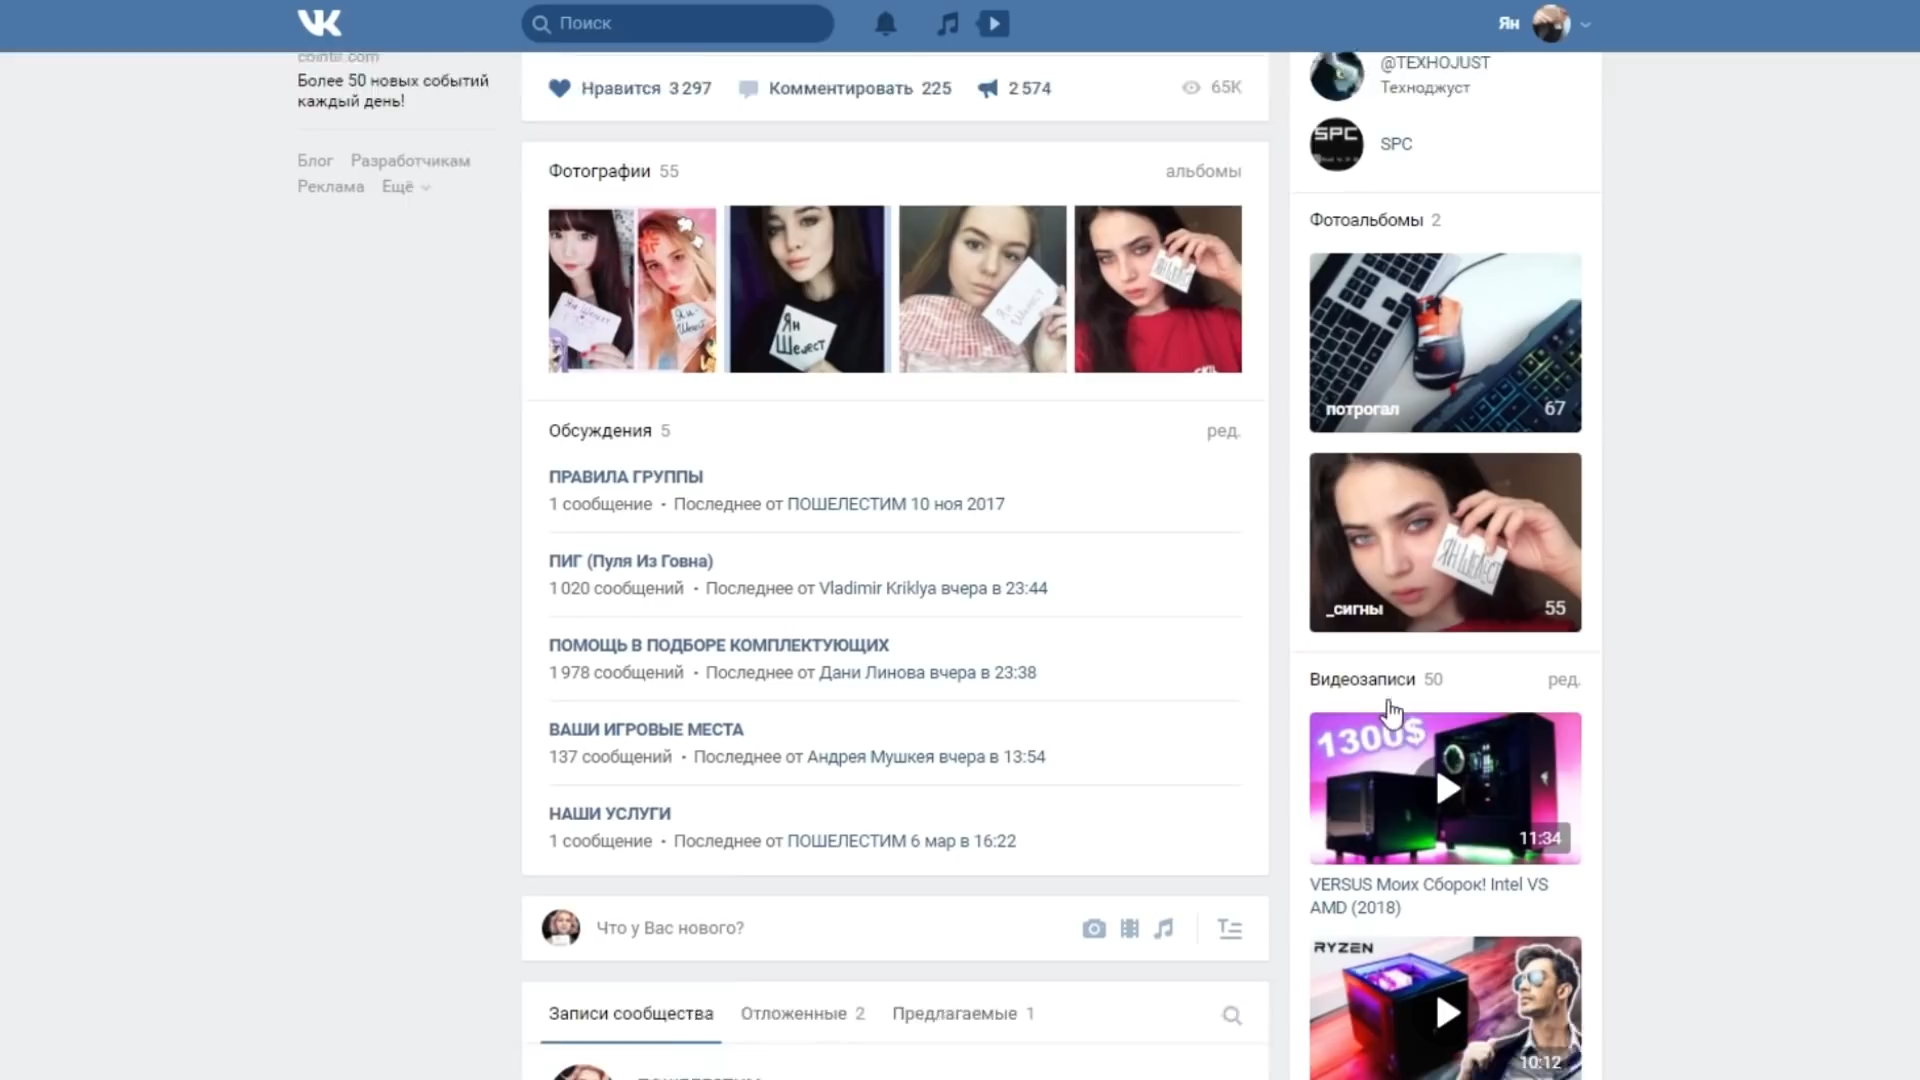 Поиск
Ян
cointil.com
Более 50 новых событий
каждый день!
Блог Разработчикам
Реклама Ещё
Нравится 3 297 Комментировать 225 2 574 65K
Фотографии 55 альбомы
Ян
Шелест
Обсуждения 5 ред.
ПРАВИЛА ГРУППЫ
1 сообщение · Последнее от ПОШЕЛЕСТИМ 10 ноя 2017
ПИГ (Пуля Из Говна)
1 020 сообщений · Последнее от Vladimir Kriklya вчера в 23:44
ПОМОЩЬ В ПОДБОРЕ КОМПЛЕКТУЮЩИХ
1 978 сообщений · Последнее от Дани Линова вчера в 23:38
ВАШИ ИГРОВЫЕ МЕСТА
137 сообщений · Последнее от Андрея Мушкея вчера в 13:54
НАШИ УСЛУГИ
1 сообщение · Последнее от ПОШЕЛЕСТИМ 6 мар в 16:22
Что у Вас нового?
Записи сообщества Отложенные 2 Предлагаемые 1
@TEXHOJUST
Техноджуст
SPC
SPC
Фотоальбомы 2
потрогал 67
ЯН ШЕЛЕСТ
_сигны 55
Видеозаписи 50 ред.
1300$
11:34
VERSUS Моих Сборок! Intel VS
AMD (2018)
RYZEN
10:12